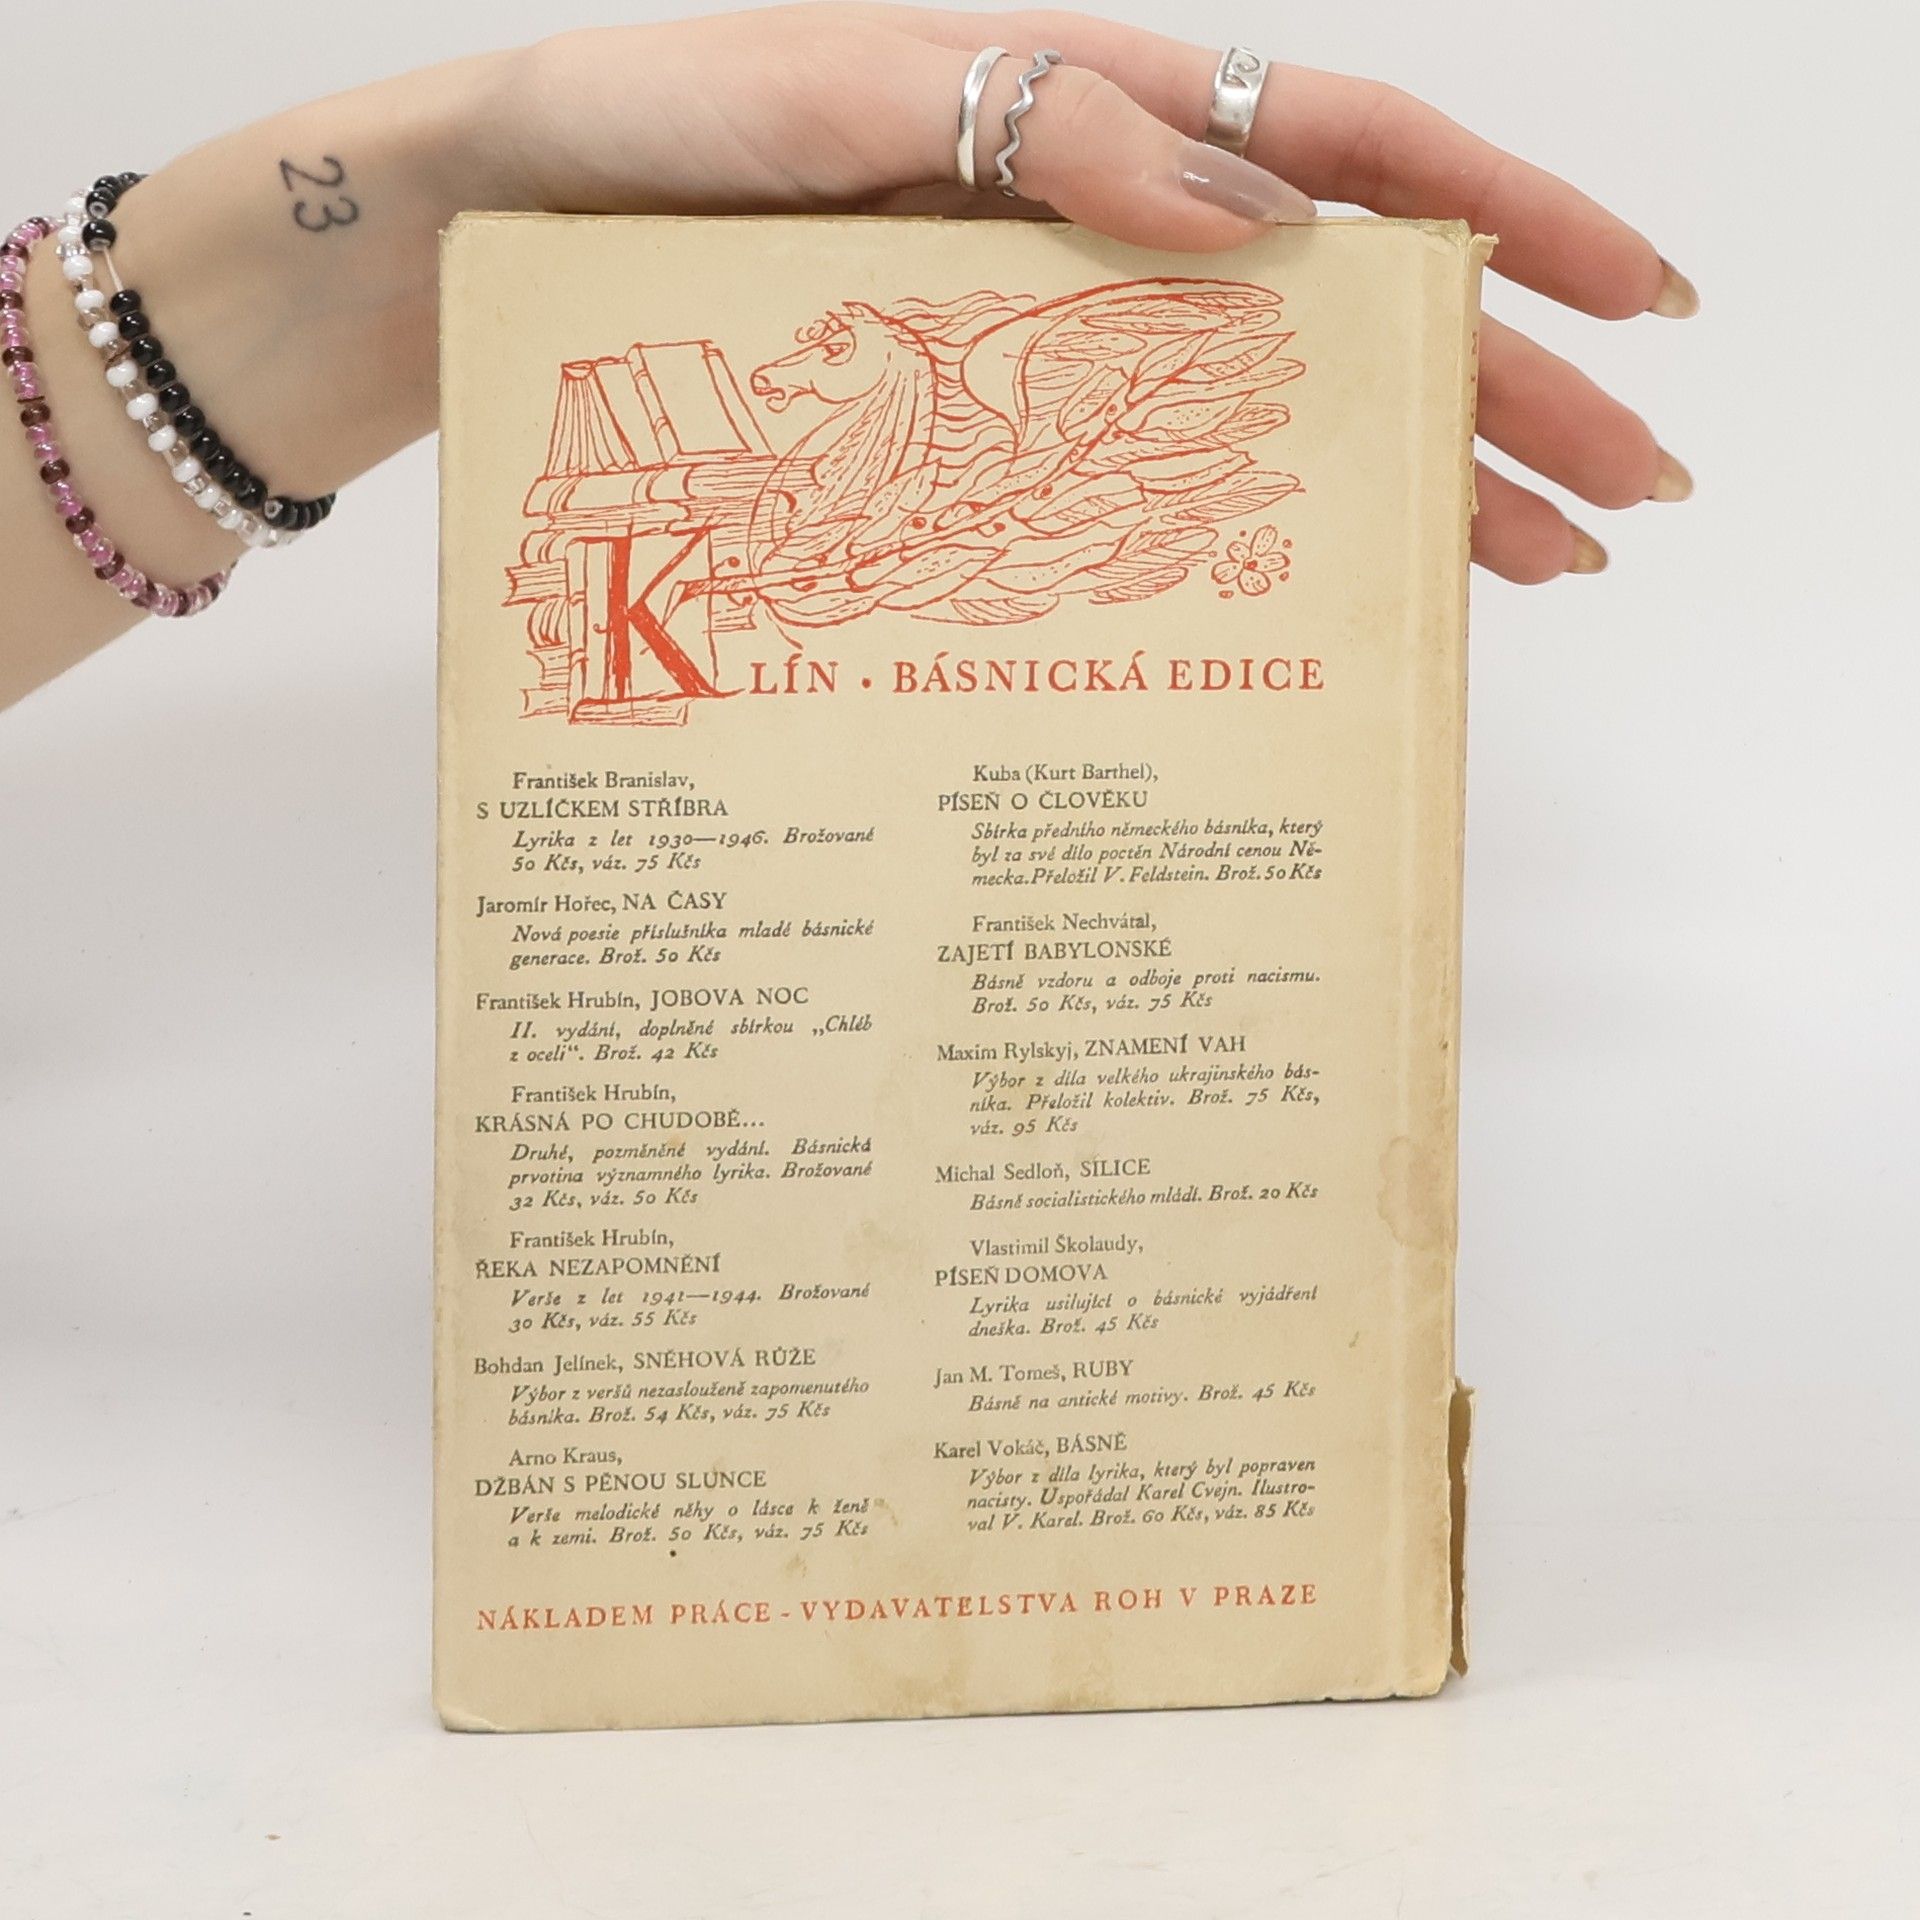 23
KLÍN • BÁSNICKÁ EDICE
František Branislav,
S UZLÍČKEM STŘÍBRA
Lyrika z let 1930—1946. Brožované
50 Kčs, váz. 75 Kčs
Jaromír Hořec, NA ČASY
Nová poesie příslušníka mladé básnické
generace. Brož. 50 Kčs
František Hrubín, JOBOVA NOC
II. vydání, doplněné sbírkou „Chléb
z oceli“. Brož. 42 Kčs
František Hrubín,
KRÁSNÁ PO CHUDOBĚ...
Druhé, pozměněné vydání. Básnická
prvotina významného lyrika. Brožované
32 Kčs, váz. 50 Kčs
František Hrubín,
ŘEKA NEZAPOMNĚNÍ
Verše z let 1941—1944. Brožované
30 Kčs, váz. 55 Kčs
Bohdan Jelínek, SNĚHOVÁ RŮŽE
Výbor z veršů nezaslouženě zapomenutého
básníka. Brož. 54 Kčs, váz. 75 Kčs
Arno Kraus,
DŽBÁN S PĚNOU SLUNCE
Verše melodické něhy o lásce k ženě
a k zemi. Brož. 50 Kčs, váz. 75 Kčs
Kuba (Kurt Barthel),
PÍSEŇ O ČLOVĚKU
Sbírka předního německého básníka, který
byl za své dílo poctěn Národní cenou Ně-
mecka. Přeložil V. Feldstein. Brož. 50 Kčs
František Nechvátal,
ZAJETÍ BABYLONSKÉ
Básně vzdoru a odboje proti nacismu.
Brož. 50 Kčs, váz. 75 Kčs
Maxim Rylskyj, ZNAMENÍ VAH
Výbor z díla velkého ukrajinského bás-
níka. Přeložil kolektiv. Brož. 75 Kčs,
váz. 95 Kčs
Michal Sedloň, SILICE
Básně socialistického mládí. Brož. 20 Kčs
Vlastimil Školaudy,
PÍSEŇ DOMOVA
Lyrika usilující o básnické vyjádření
dneška. Brož. 45 Kčs
Jan M. Tomeš, RUBY
Básně na antické motivy. Brož. 45 Kčs
Karel Vokáč, BÁSNĚ
Výbor z díla lyrika, který byl popraven
nacisty. Uspořádal Karel Cvejn. Ilustro-
val V. Karel. Brož. 60 Kčs, váz. 85 Kčs
NÁKLADEM PRÁCE - VYDAVATELSTVA ROH V PRAZE